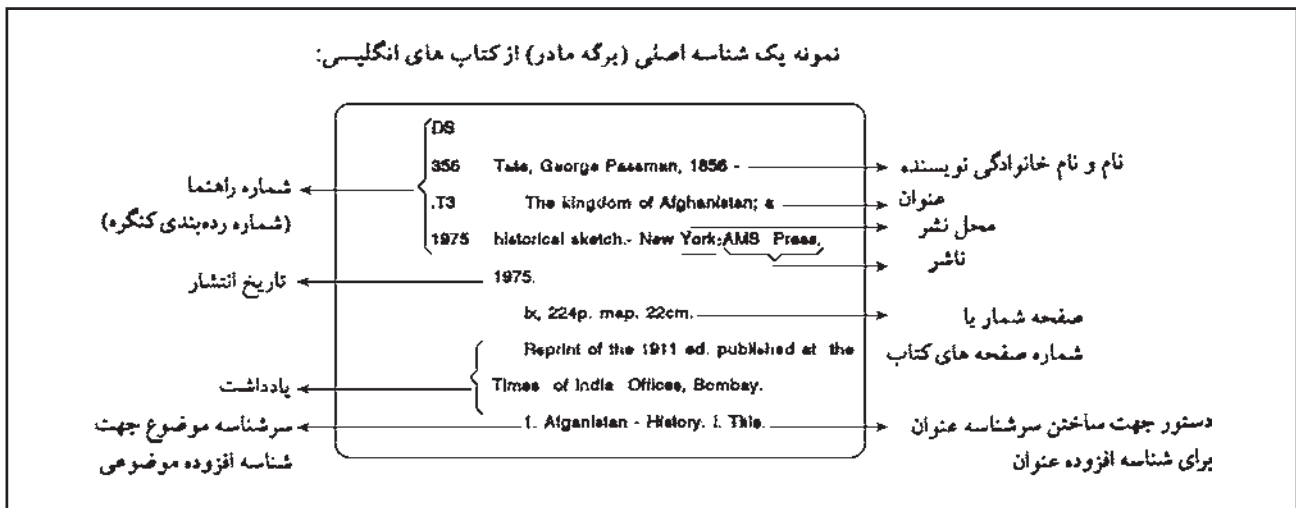 نمونه یک شناسه اصلی (برگه مادر) از کتاب های انگلیسی:
DS
356 Tate, George Passman, 1856 -
.T3 The kingdom of Afghanistan; a
1975 historical sketch.- New York: AMS Press,
1975.
ix, 224p. map. 22cm.
Reprint of the 1911 ed. published at the
Times of India Offices, Bombay.
1. Afganistan - History. I. Title.
نام و نام خانوادگی نویسنده
عنوان
محل نشر
ناشر
صفحه شمار یا
شماره صفحه های کتاب
دستور جهت ساختن سرشناسه عنوان
برای شناسه افزوده عنوان
شماره راهنما
(شماره رده‌بندی کنگره)
تاریخ انتشار
یادداشت
سرشناسه موضوع جهت
شناسه افزوده موضوعی